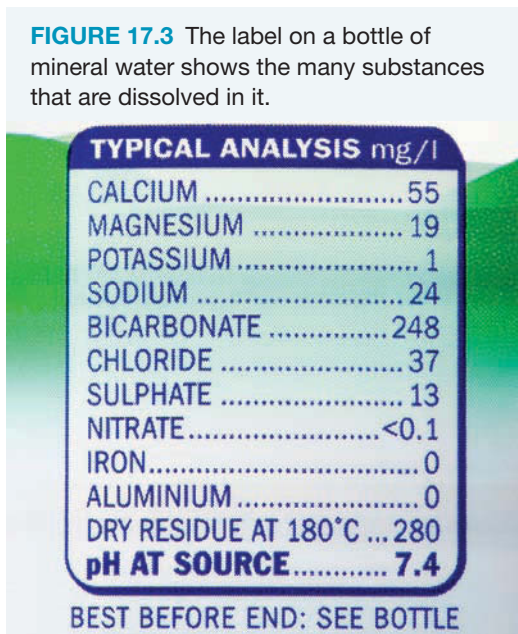 FIGURE 17.3 The label on a bottle of
mineral water shows the many substances
that are dissolved in it.
TYPICAL ANALYSIS mg/l
CALCIUM ........................ 55
MAGNESIUM .................. 19
POTASSIUM ..................... 1
SODIUM ......................... 24
BICARBONATE ............... 248
CHLORIDE ..................... 37
SULPHATE ..................... 13
NITRATE.........................<0.1
IRON................................ 0
ALUMINIUM ..................... 0
DRY RESIDUE AT 180°C ... 280
pH AT SOURCE............. 7.4
BEST BEFORE END: SEE BOTTLE